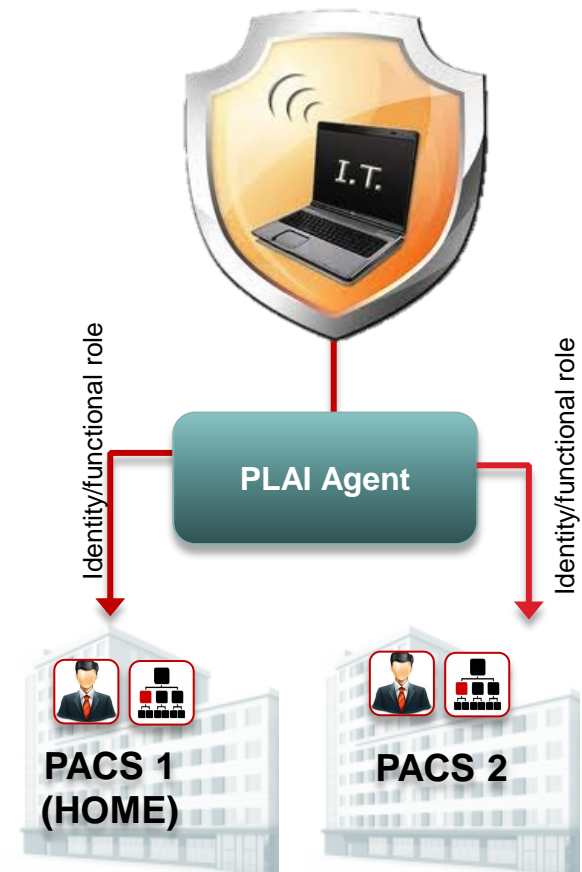 I.T.
Identity/functional role
Identity/functional role
PLAI Agent
PACS 1
(HOME)
PACS 2